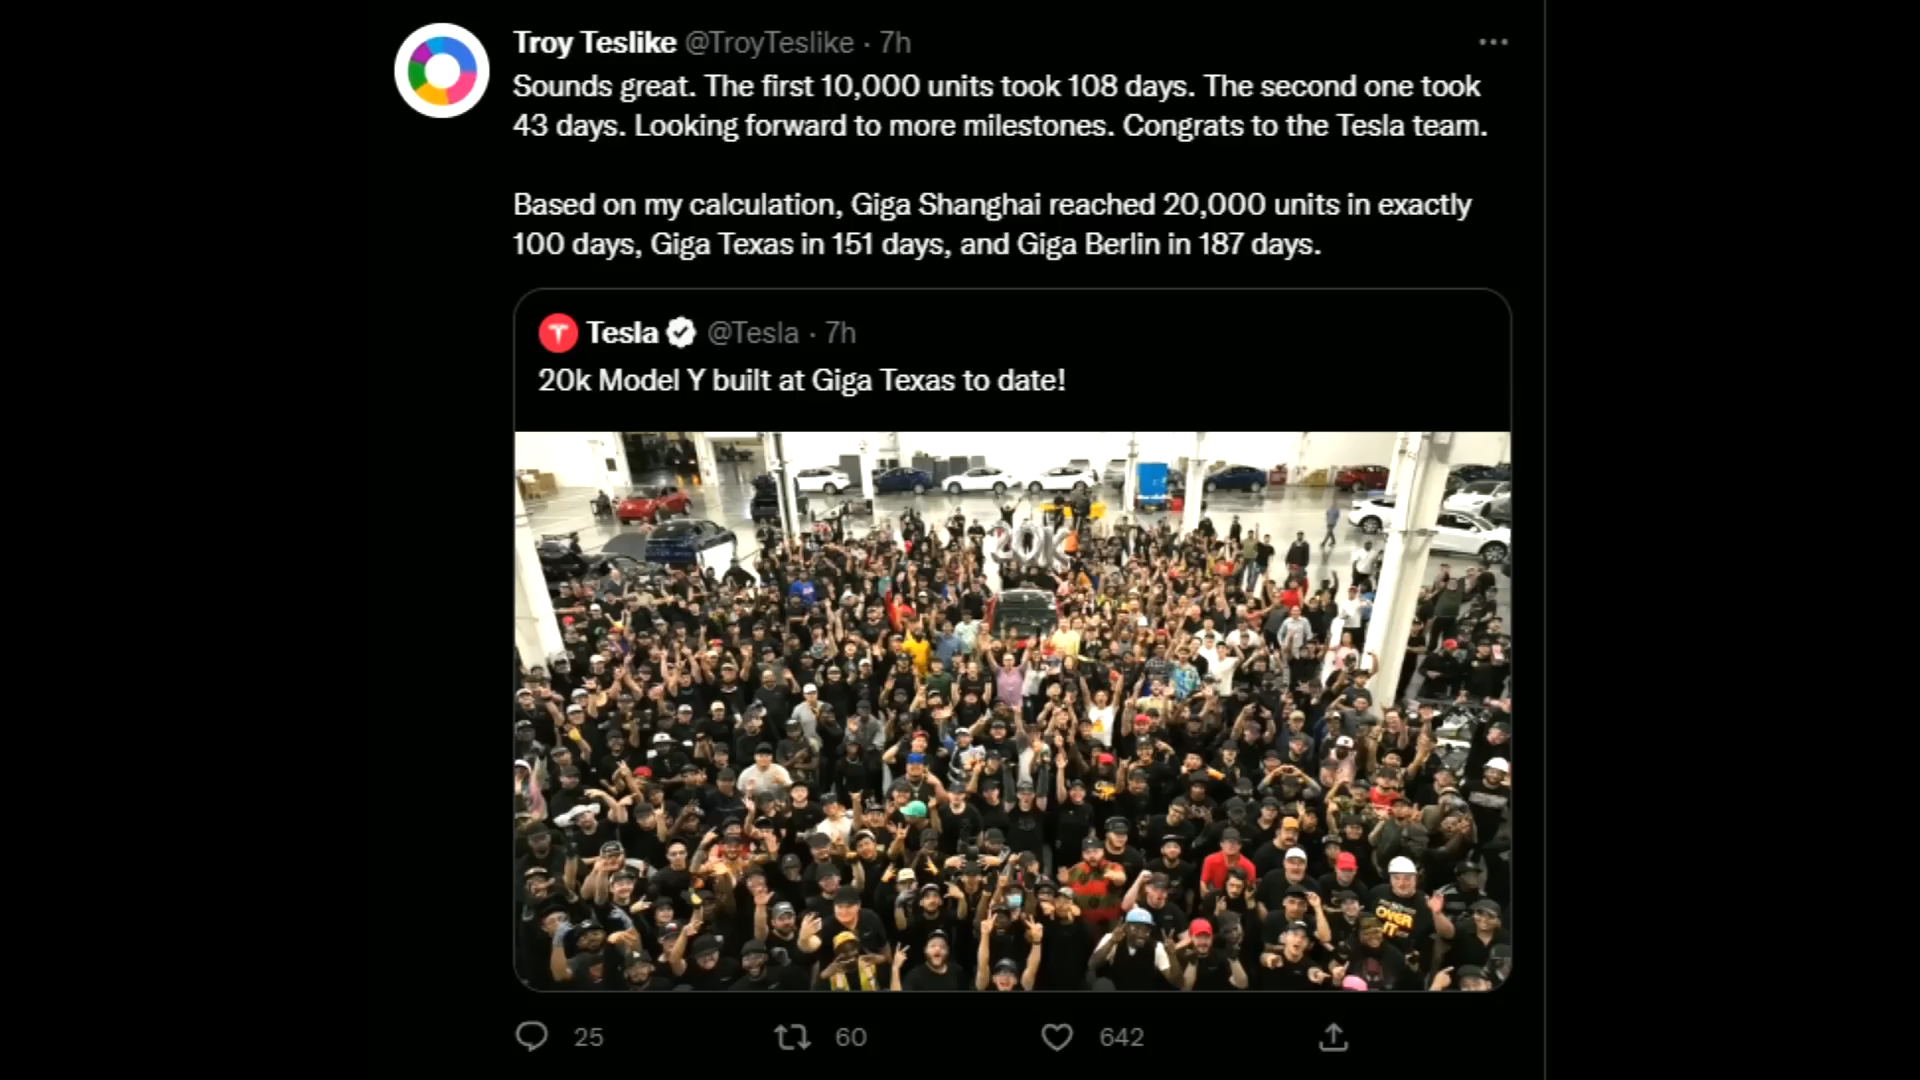 Troy Teslike @TroyTeslike · 7h
Sounds great. The first 10,000 units took 108 days. The second one took
43 days. Looking forward to more milestones. Congrats to the Tesla team.
Based on my calculation, Giga Shanghai reached 20,000 units in exactly
100 days, Giga Texas in 151 days, and Giga Berlin in 187 days.
Tesla @Tesla · 7h
20k Model Y built at Giga Texas to date!
20K
OVER
IT
25 60 642